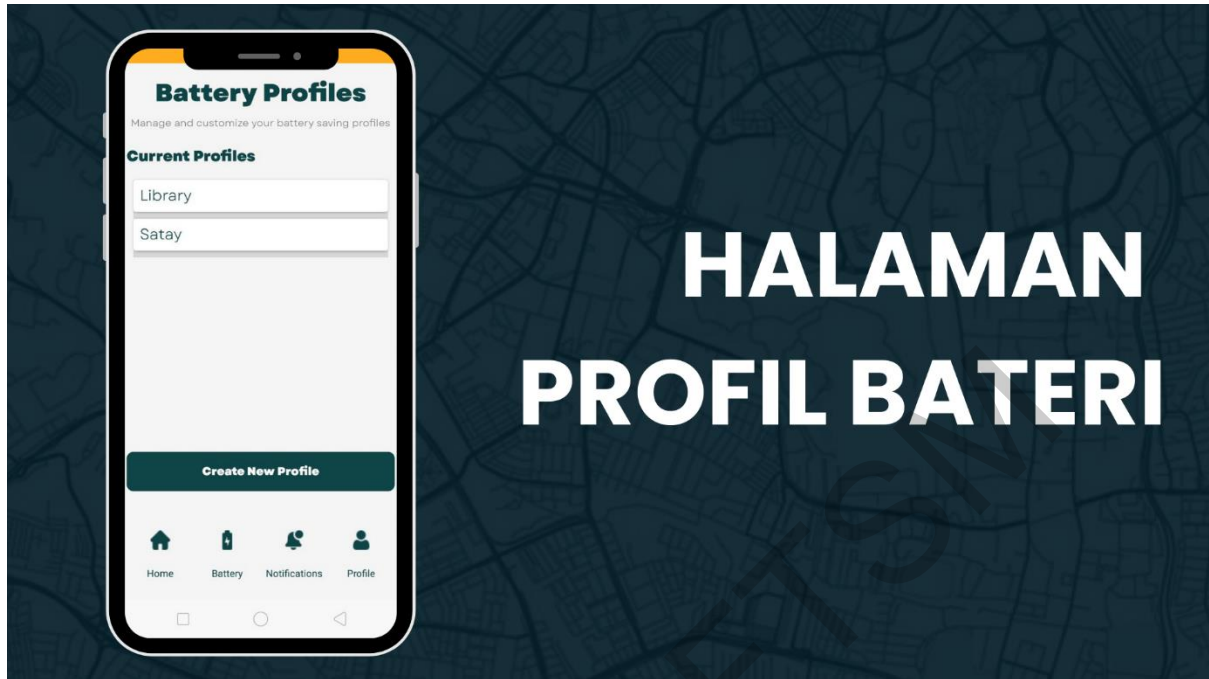 Battery Profiles
Manage and customize your battery saving profiles
Current Profiles
Library
Satay
Create New Profile
Home Battery Notifications Profile
HALAMAN
PROFIL BATERI